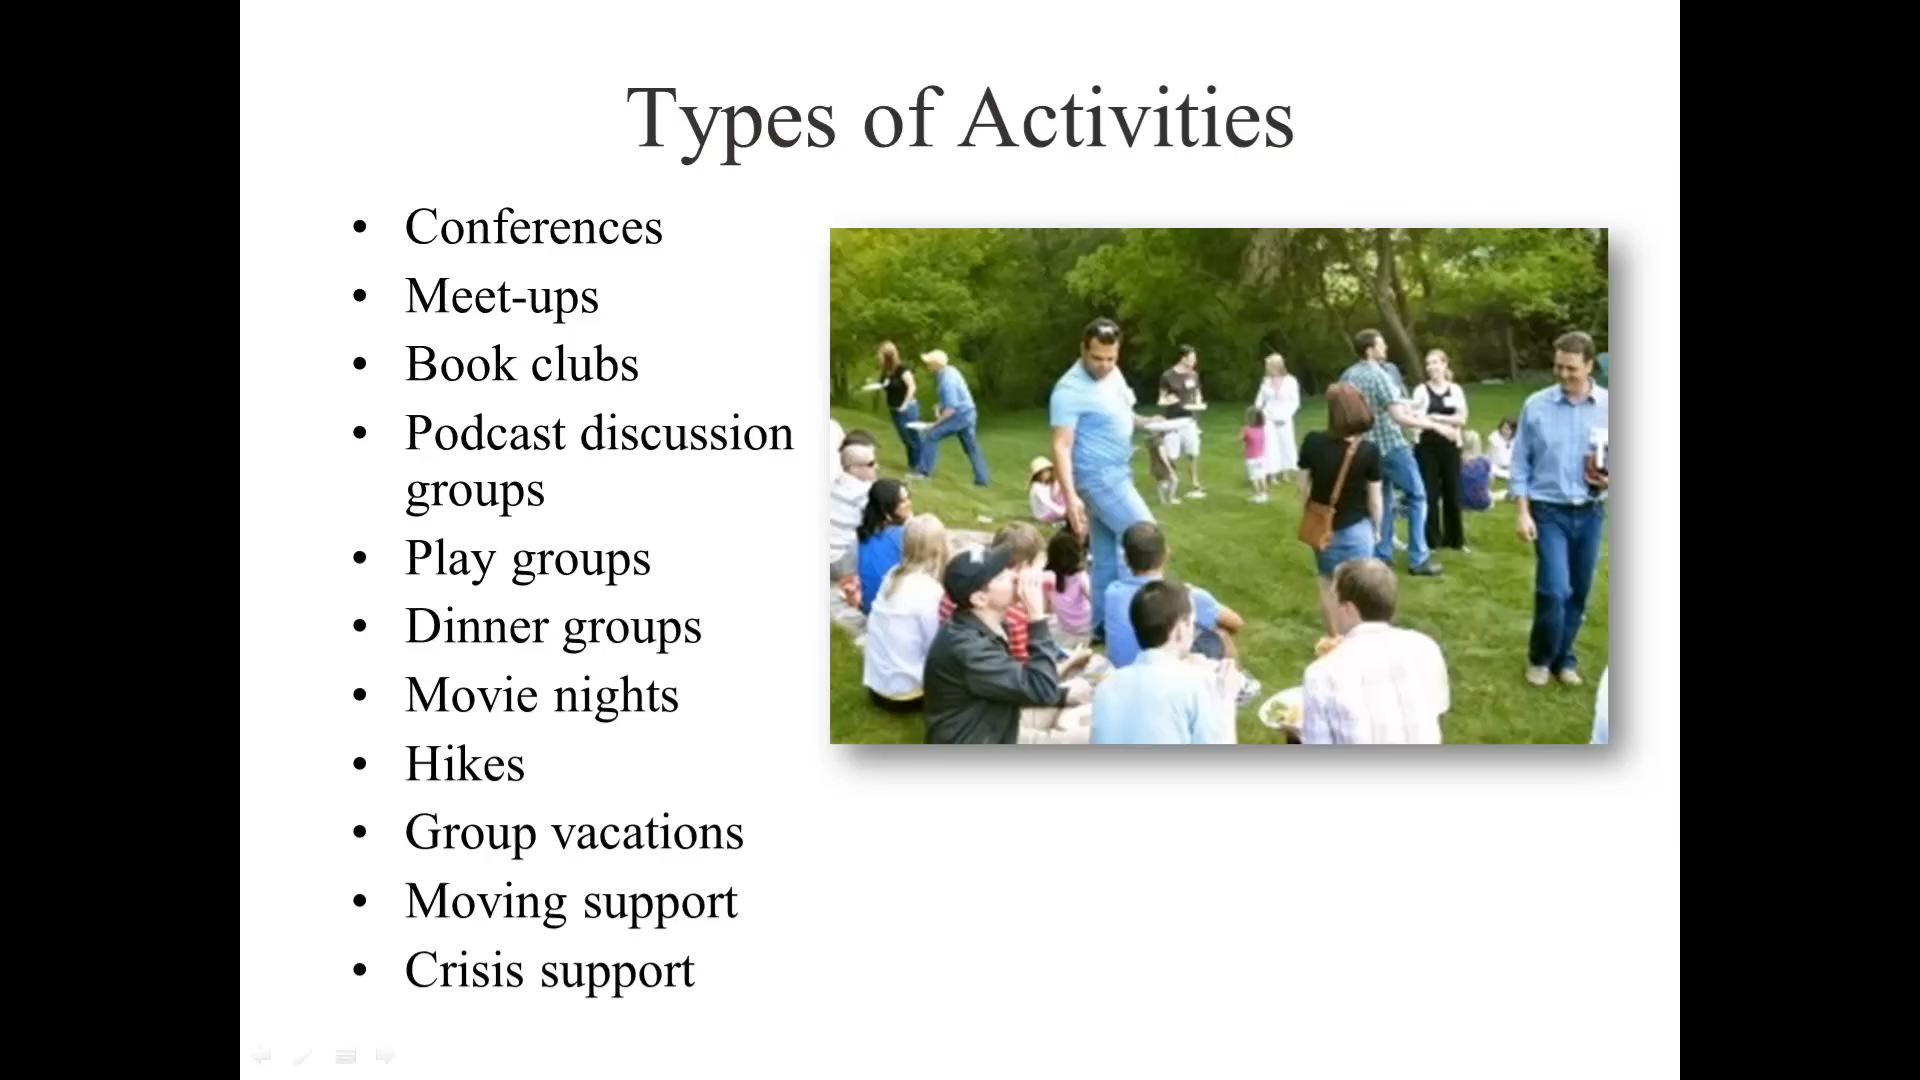 Types of Activities
• Conferences
• Meet-ups
• Book clubs
• Podcast discussion
groups
• Play groups
• Dinner groups
• Movie nights
• Hikes
• Group vacations
• Moving support
• Crisis support